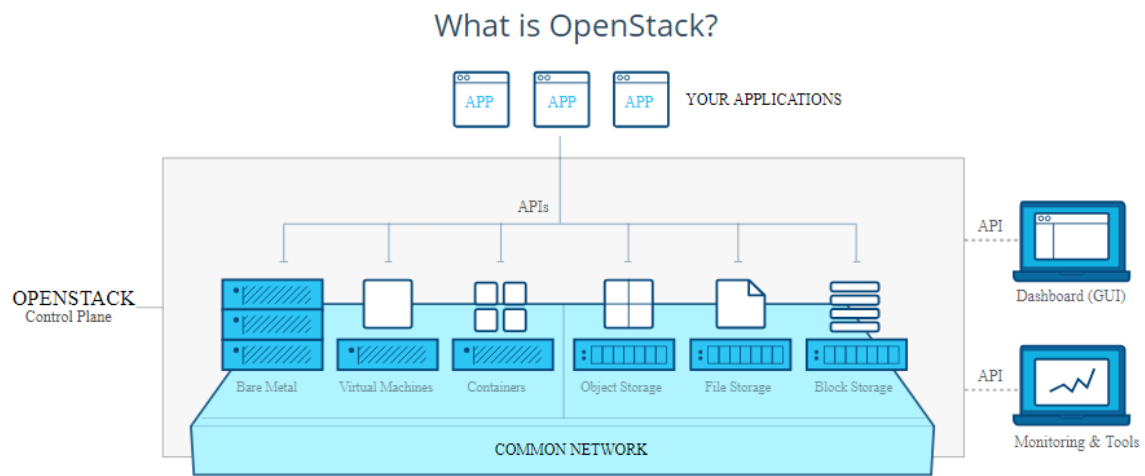 What is OpenStack?
APP
APP
APP
YOUR APPLICATIONS
APIs
API
Dashboard (GUI)
OPENSTACK
Control Plane
Bare Metal
Virtual Machines
Containers
Object Storage
File Storage
Block Storage
API
Monitoring & Tools
COMMON NETWORK